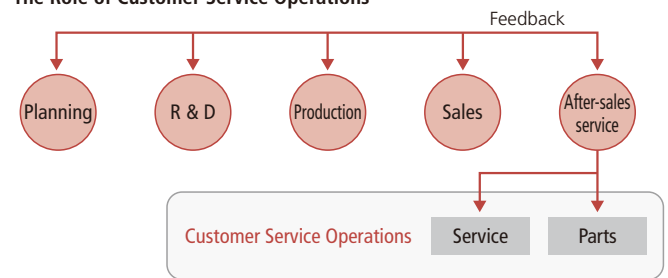 The Role of Customer Service Operations
Feedback
Planning
R & D
Production
Sales
After-sales
service
Customer Service Operations
Service
Parts